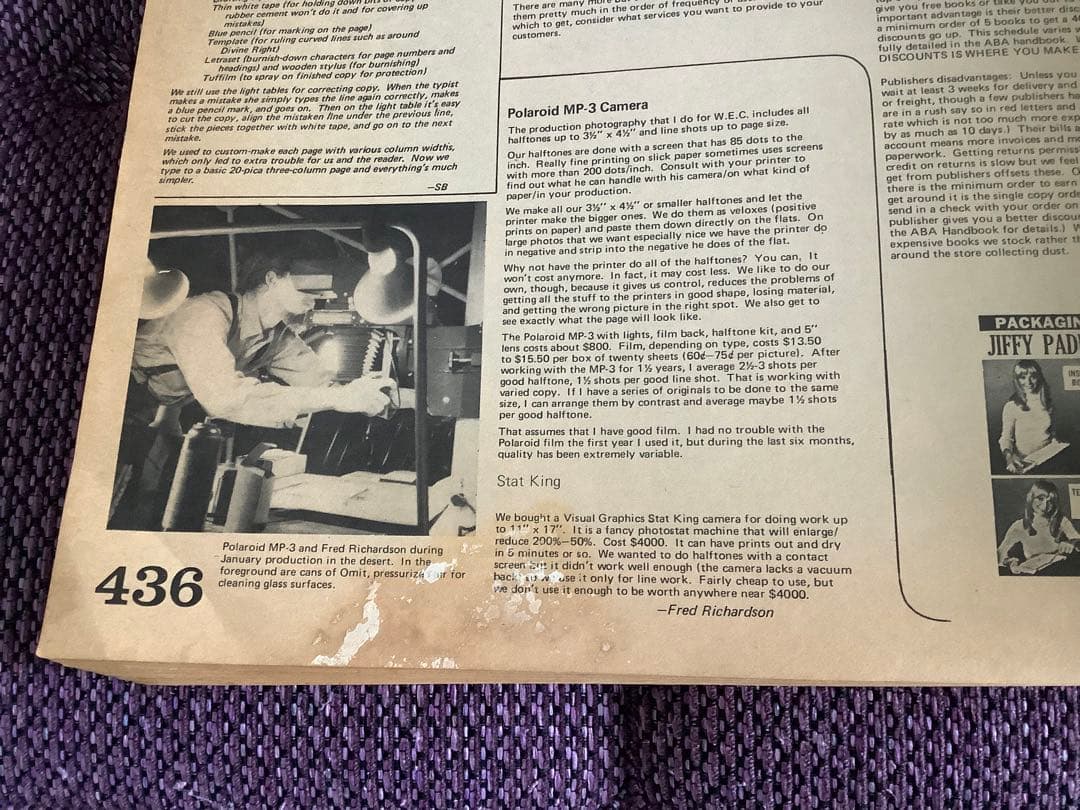 Thin white tape (for holding down bits of
rubber cement won't do it and for covering up
mistakes)
Blue pencil (for marking on the page)
Template (for ruling curved lines such as around
Divine Right)
Letraset (burnish-down characters for page numbers and
headings) and wooden stylus (for burnishing)
Tuffilm (to spray on finished copy for protection)
We still use the light tables for correcting copy. When the typist
makes a mistake she simply types the line again correctly, makes
a blue pencil mark, and goes on. Then on the light table it's easy
to cut the copy, align the mistaken line under the previous line,
stick the pieces together with white tape, and go on to the next
mistake.
We used to custom-make each page with various column widths,
which only led to extra trouble for us and the reader. Now we
type to a basic 20-pica three-column page and everything's much
simpler.
—SB
Polaroid MP-3 and Fred Richardson during
January production in the desert. In the
foreground are cans of Omit, pressurized air for
cleaning glass surfaces.
436
There are many more
them pretty much in the order of frequency
which to get, consider what services you want to provide to your
customers.
Polaroid MP-3 Camera
The production photography that I do for W.E.C. includes all
halftones up to 3½" x 4½" and line shots up to page size.
Our halftones are done with a screen that has 85 dots to the
inch. Really fine printing on slick paper sometimes uses screens
with more than 200 dots/inch. Consult with your printer to
find out what he can handle with his camera/on what kind of
paper/in your production.
We make all our 3½" x 4½" or smaller halftones and let the
printer make the bigger ones. We do them as veloxes (positive
prints on paper) and paste them down directly on the flats. On
large photos that we want especially nice we have the printer do
in negative and strip into the negative he does of the flat.
Why not have the printer do all of the halftones? You can, It
won't cost anymore. In fact, it may cost less. We like to do our
own, though, because it gives us control, reduces the problems of
getting all the stuff to the printers in good shape, losing material,
and getting the wrong picture in the right spot. We also get to
see exactly what the page will look like.
The Polaroid MP-3 with lights, film back, halftone kit, and 5"
lens costs about $800. Film, depending on type, costs $13.50
to $15.50 per box of twenty sheets (60¢—75¢ per picture). After
working with the MP-3 for 1½ years, I average 2½-3 shots per
good halftone, 1½ shots per good line shot. That is working with
varied copy. If I have a series of originals to be done to the same
size, I can arrange them by contrast and average maybe 1½ shots
per good halftone.
That assumes that I have good film. I had no trouble with the
Polaroid film the first year I used it, but during the last six months,
quality has been extremely variable.
Stat King
We bought a Visual Graphics Stat King camera for doing work up
to 11" x 17". It is a fancy photostat machine that will enlarge/
reduce 200%—50%. Cost $4000. It can have prints out and dry
in 5 minutes or so. We wanted to do halftones with a contact
screen but it didn't work well enough (the camera lacks a vacuum
use it only for line work. Fairly cheap to use, but
we don't use it enough to be worth anywhere near $4000.
—Fred Richardson
give you free books or take you out to
important advantage is their better disc
a minimum order of 5 books to get a 4
discounts go up. This schedule varies
fully detailed in the ABA handbook.
DISCOUNTS IS WHERE YOU MAKE
Publishers disadvantages: Unless you
wait at least 3 weeks for delivery and
or freight, though a few publishers ha
are in a rush say so in red letters and
rate which is not too much more exp
by as much as 10 days.) Their bills a
account means more invoices and m
paperwork. Getting returns permiss
credit on returns is slow but we feel
get from publishers offsets these.
there is the minimum order to earn
get around it is the single copy orde
send in a check with your order on
publisher gives you a better discou
the ABA Handbook for details.) W
expensive books we stock rather th
around the store collecting dust.
PACKAGIN
JIFFY PAD
INS
TE